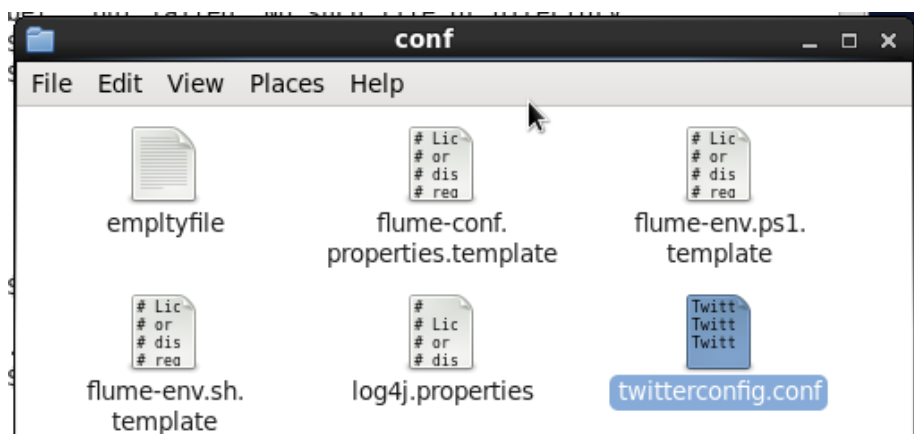 conf
File Edit View Places Help
# Lic
# or
# dis
# req
# Lic
# or
# dis
# req
empltyfile
flume-conf.
properties.template
flume-env.ps1.
template
# Lic
# or
# dis
# req
#
# Lic
# or
# dis
Twitt
Twitt
Twitt
flume-env.sh.
template
log4j.properties
twitterconfig.conf